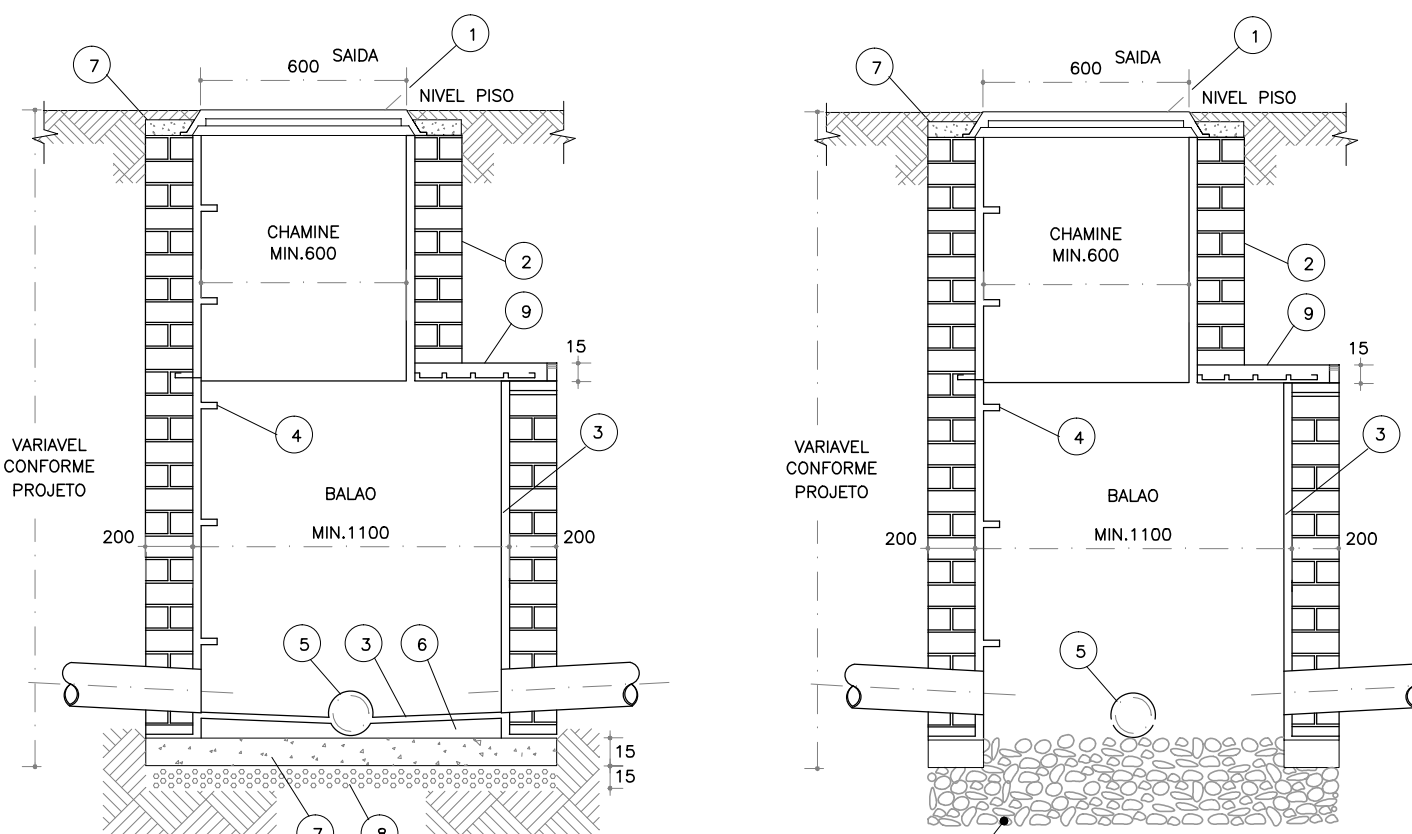 1
SAIDA
600
7
NIVEL PISO
CHAMINE
MIN.600
2
9
15
4
3
VARIAVEL
CONFORME
PROJETO
BALAO
MIN.1100
200
200
5
3
6
15
15
7
8
1
SAIDA
600
7
NIVEL PISO
CHAMINE
MIN.600
2
9
15
4
3
VARIAVEL
CONFORME
PROJETO
BALAO
MIN.1100
200
200
5